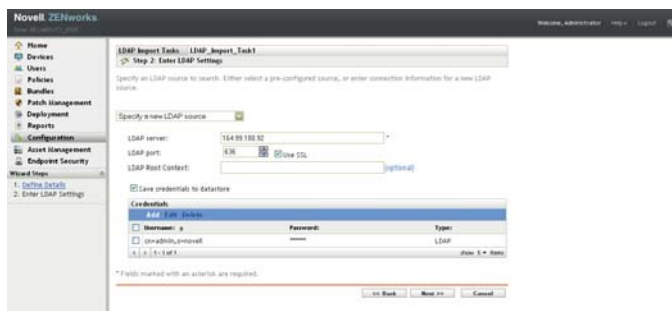 Novell. ZENworks.
Welcome, Administrator Help Logout
Home
Devices
Users
Policies
Bundles
Patch Management
Deployment
Reports
Configuration
Asset Management
Endpoint Security
Wizard Steps
1. Define Details
2. Enter LDAP Settings
LDAP Import Tasks LDAP_Import_Task1
Step 2: Enter LDAP Settings
Specify an LDAP source to search. Either select a pre-configured source, or enter connection information for a new LDAP
source.
Specify a new LDAP source
LDAP server: 164.99.180.92 *
LDAP port: 636 Use SSL
LDAP Root Context: (optional)
Save credentials to datastore
Credentials
Add Edit Delete
Username: Password: Type:
cn=admin,o=novell ****** LDAP
1 - 1 of 1 show 5 items
* Fields marked with an asterisk are required.
<< Back Next >> Cancel